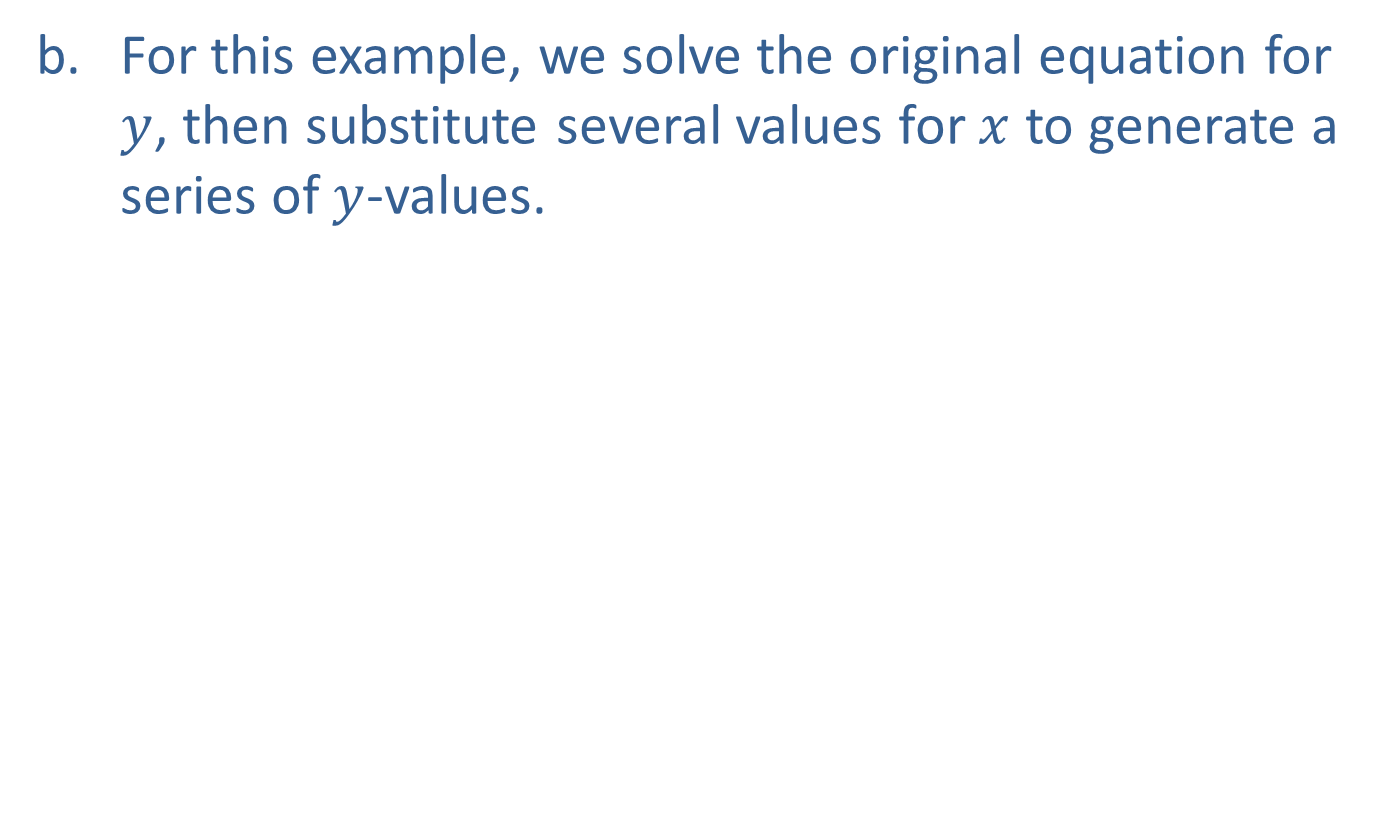 b. For this example, we solve the original equation for
y, then substitute several values for x to generate a
series of y-values.